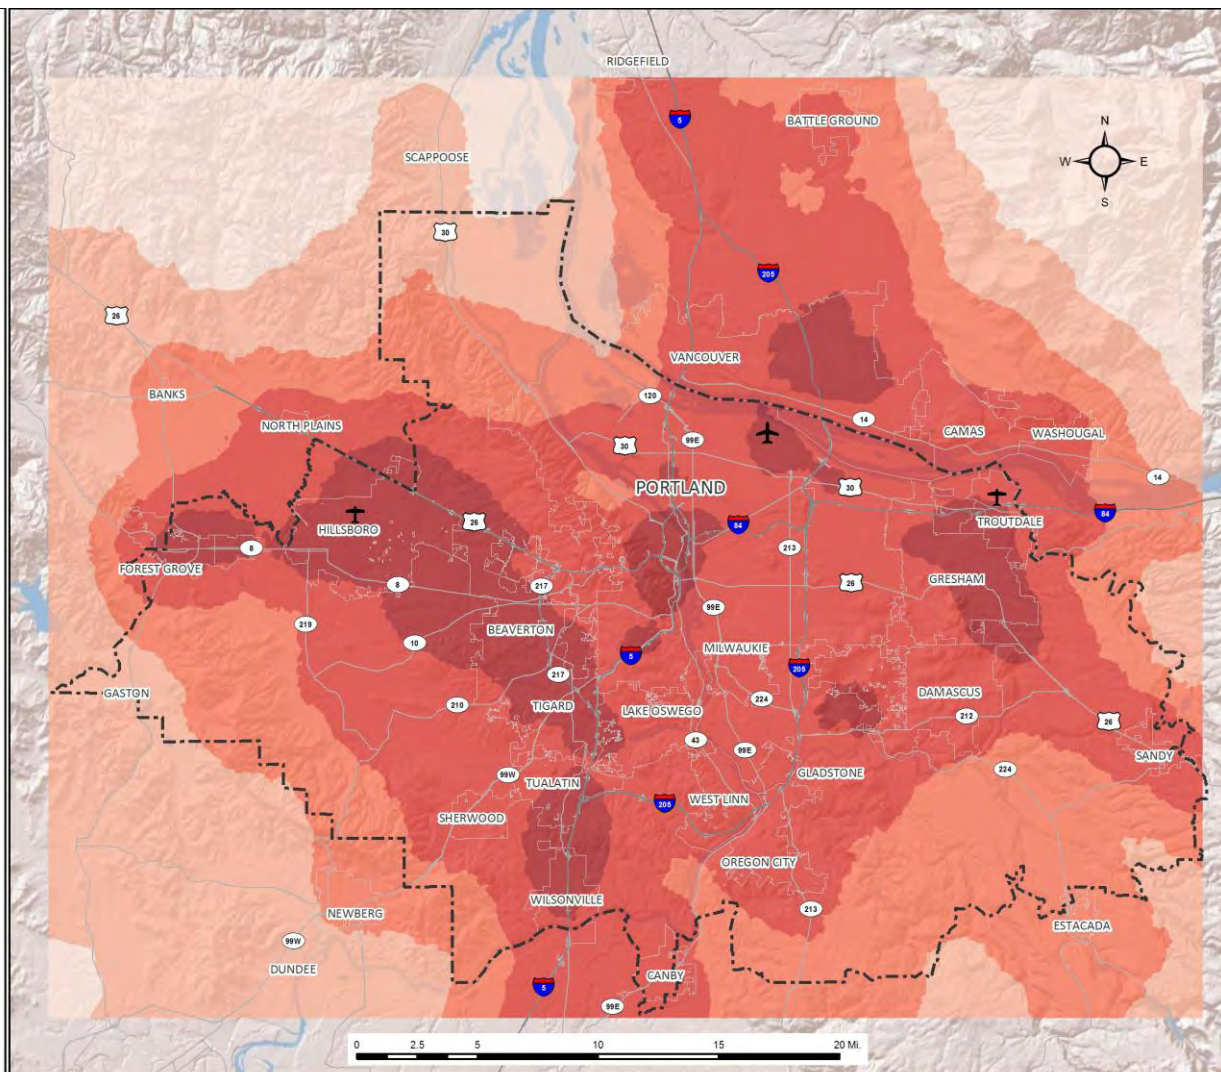 RIDGEFIELD
5
BATTLE GROUND
N
W E
S
SCAPPOOSE
30
205
26
VANCOUVER
BANKS
120
14
NORTH PLAINS
99E
30
CAMAS
WASHOUGAL
14
PORTLAND
30
HILLSBORO
26
84
TROUTDALE
84
8
213
FOREST GROVE
8
217
26
GRESHAM
219
99E
BEAVERTON
10
5
MILWAUKIE
205
217
GASTON
210
TIGARD
LAKE OSWEGO
224
DAMASCUS
212
26
43
99E
SANDY
99W
TUALATIN
GLADSTONE
224
205
WEST LINN
SHERWOOD
OREGON CITY
WILSONVILLE
213
NEWBERG
ESTACADA
99W
DUNDEE
CANBY
5
99E
0 2.5 5 10 15 20 Mi.